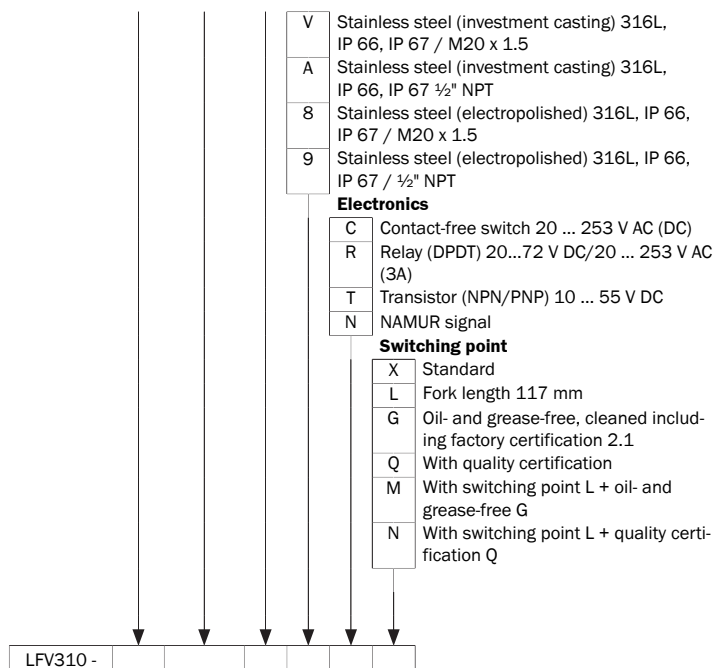 V Stainless steel (investment casting) 316L,
IP 66, IP 67 / M20 x 1.5
A Stainless steel (investment casting) 316L,
IP 66, IP 67 ½" NPT
8 Stainless steel (electropolished) 316L, IP 66,
IP 67 / M20 x 1.5
9 Stainless steel (electropolished) 316L, IP 66,
IP 67 / ½" NPT
Electronics
C Contact-free switch 20 ... 253 V AC (DC)
R Relay (DPDT) 20...72 V DC/20 ... 253 V AC
(3A)
T Transistor (NPN/PNP) 10 ... 55 V DC
N NAMUR signal
Switching point
X Standard
L Fork length 117 mm
G Oil- and grease-free, cleaned includ-
ing factory certification 2.1
Q With quality certification
M With switching point L + oil- and
grease-free G
N With switching point L + quality certi-
fication Q
LFV310 -